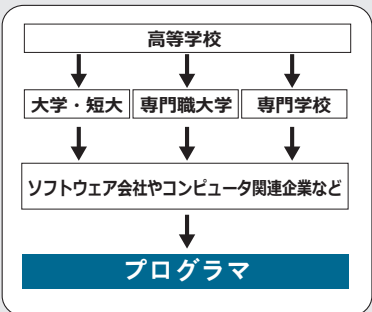 高等学校
大学・短大 専門職大学 専門学校
ソフトウェア会社やコンピュータ関連企業など
プログラマ